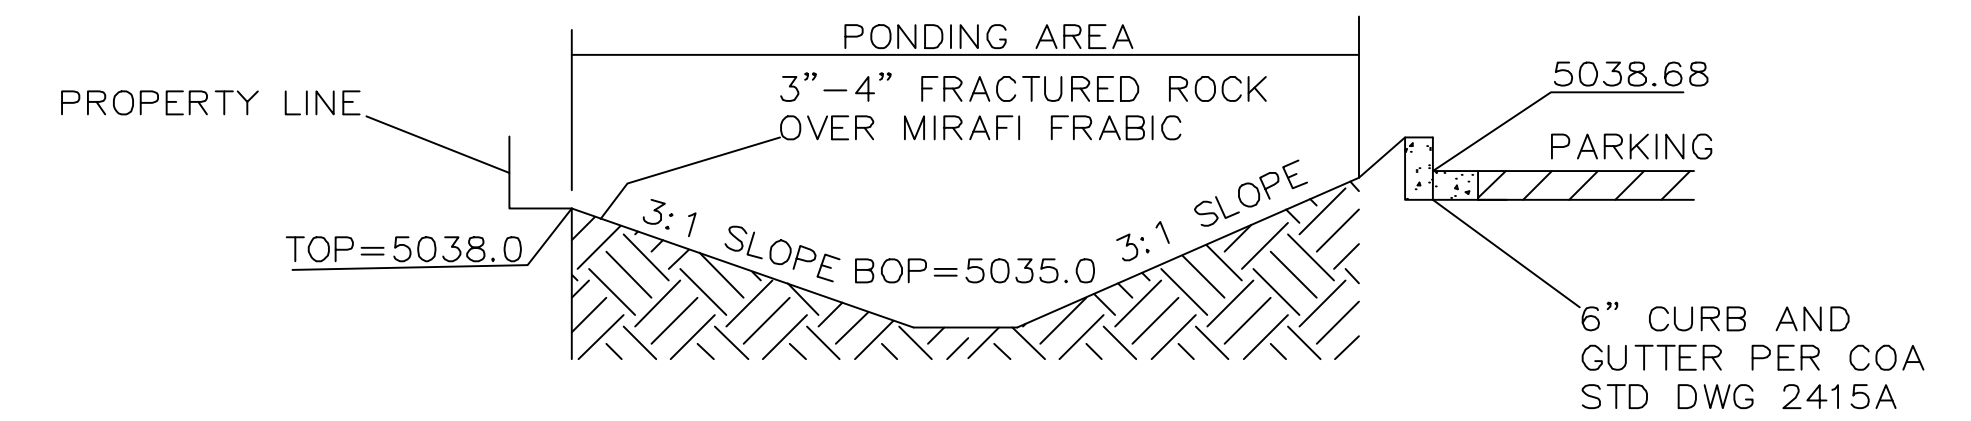 PONDING AREA
3”-4” FRACTURED ROCK
OVER MIRAFI FRABIC
PROPERTY LINE
5038.68
PARKING
TOP=5038.0
3:1 SLOPE
BOP=5035.0
3:1 SLOPE
6” CURB AND
GUTTER PER COA
STD DWG 2415A